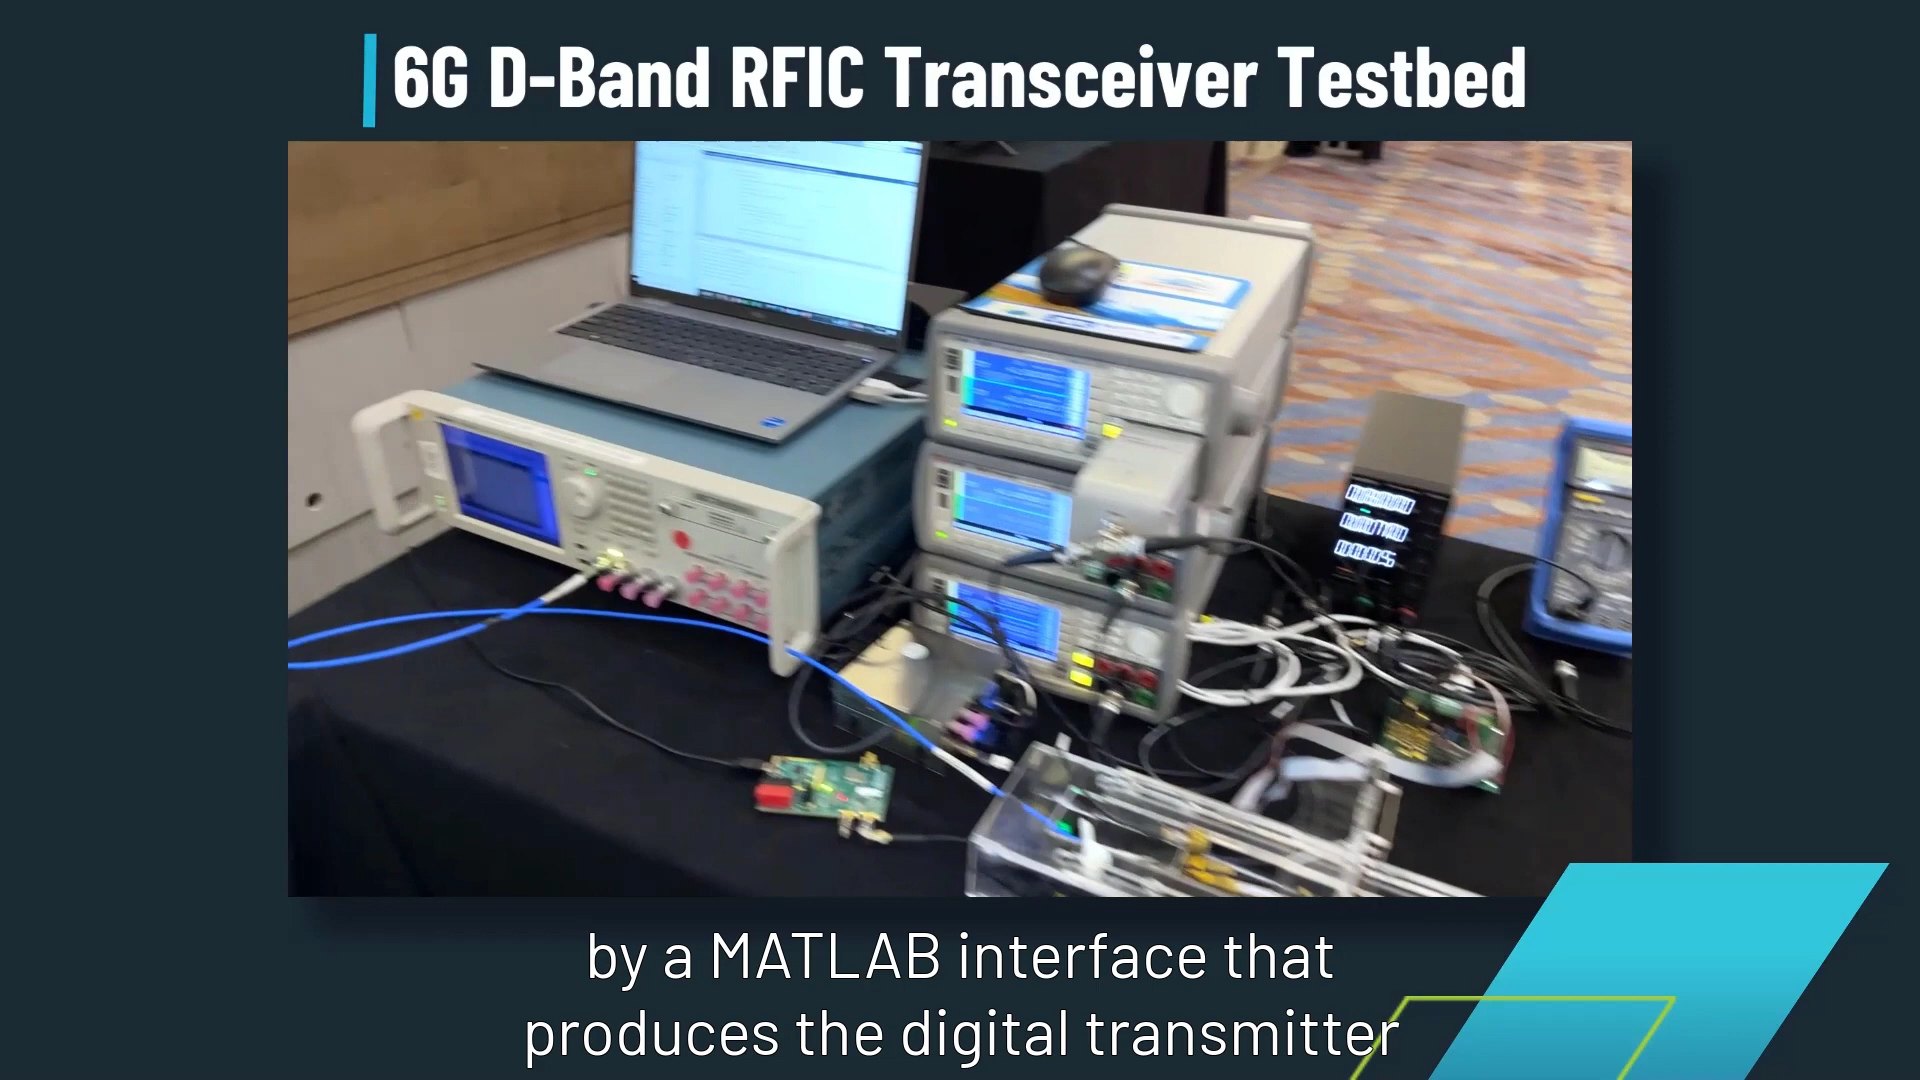 6G D-Band RFIC Transceiver Testbed
by a MATLAB interface that
produces the digital transmitter